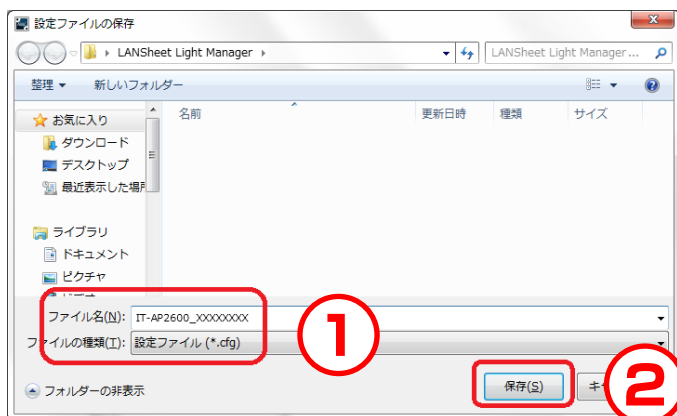 設定ファイルの保存
LANSheet Light Manager
LANSheet Light Manager ...
整理 新しいフォルダー
名前 更新日時 種類 サイズ
お気に入り
ダウンロード
デスクトップ
最近表示した場所
ライブラリ
ドキュメント
ピクチャ
ファイル名(N): IT-AP2600_XXXXXXXX
ファイルの種類(T): 設定ファイル (*.cfg)
①
フォルダーの非表示
保存(S)
②